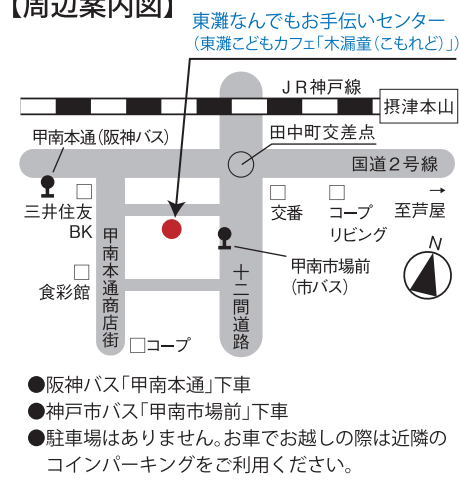 【周辺案内図】
東灘なんでもお手伝いセンター
（東灘こどもカフェ「木漏童（こもれど）」）
JR神戸線
摂津本山
甲南本通（阪神バス）
田中町交差点
国道2号線
三井住友
BK
交番
コープ
リビング
→
至芦屋
N
甲南本通商店街
十二間道路
甲南市場前
（市バス）
食彩館
□コープ
●阪神バス「甲南本通」下車
●神戸市バス「甲南市場前」下車
●駐車場はありません。お車でお越しの際は近隣の
コインパーキングをご利用ください。